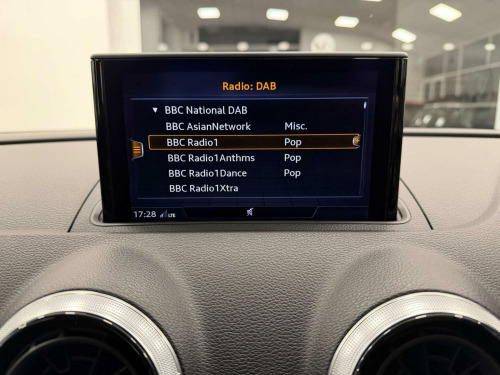 Radio: DAB
▼ BBC National DAB
BBC AsianNetwork Misc.
BBC Radio1 Pop
BBC Radio1Anthms Pop
BBC Radio1Dance Pop
BBC Radio1Xtra
17:28 LTE